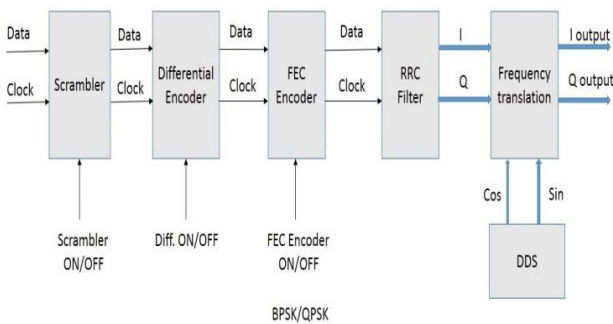 Data
Clock
Scrambler
Data
Clock
Differential
Encoder
Data
Clock
FEC
Encoder
Data
Clock
RRC
Filter
I
Q
Frequency
translation
I output
Q output
Cos
Sin
DDS
Scrambler
ON/OFF
Diff. ON/OFF
FEC Encoder
ON/OFF
BPSK/QPSK